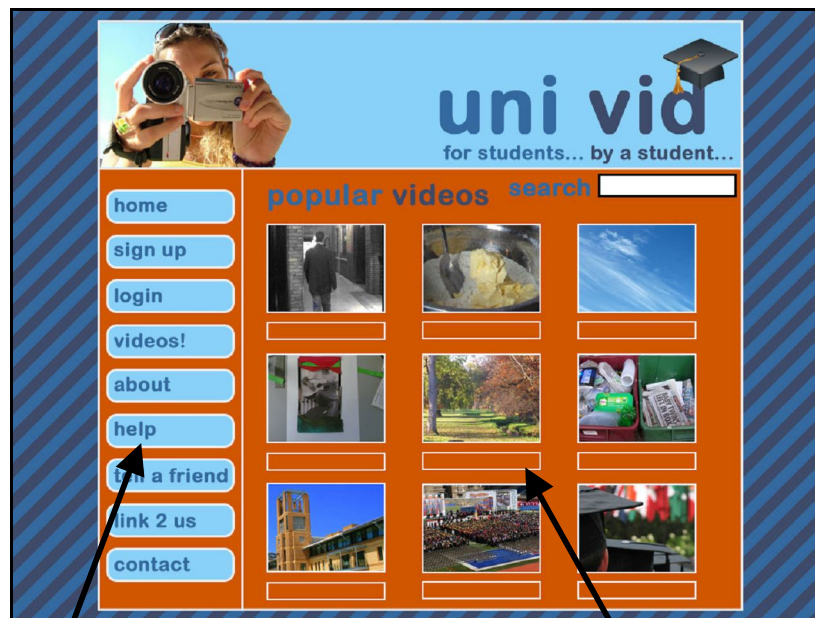 uni vid
for students... by a student...
popular videos
search
home
sign up
login
videos!
about
help
tell a friend
link 2 us
contact